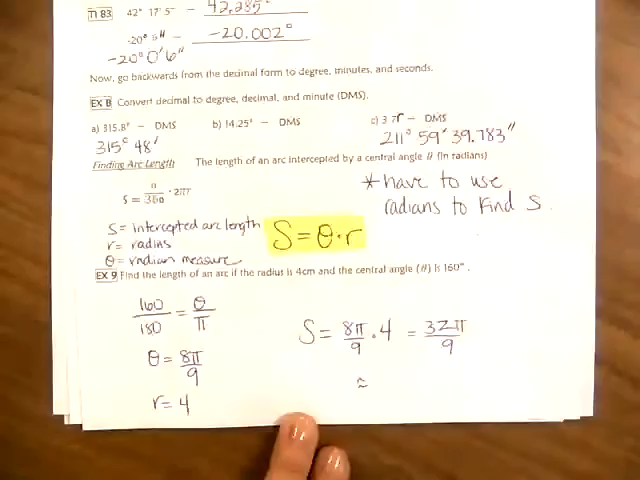 TI 83 42° 17' 5" – 42.285°
-20° 6" – -20.002°
-20° 0' 6"
Now, go backwards from the decimal form to degree, minutes, and seconds.
EX 8 Convert decimal to degree, decimal, and minute (DMS).
a) 315.8° – DMS b) 14.25° – DMS c) 3.7r – DMS
315° 48' 211° 59' 39.783"
Finding Arc Length The length of an arc intercepted by a central angle θ (in radians)
S = θ/360 · 2πr
*have to use radians to find S.
S = intercepted arc length
r = radius
θ = radian measure
S = θ·r
EX 9 Find the length of an arc if the radius is 4cm and the central angle (θ) is 160°.
160/180 = θ/π
θ = 8π/9
r = 4
S = 8π/9 · 4 = 32π/9
≈